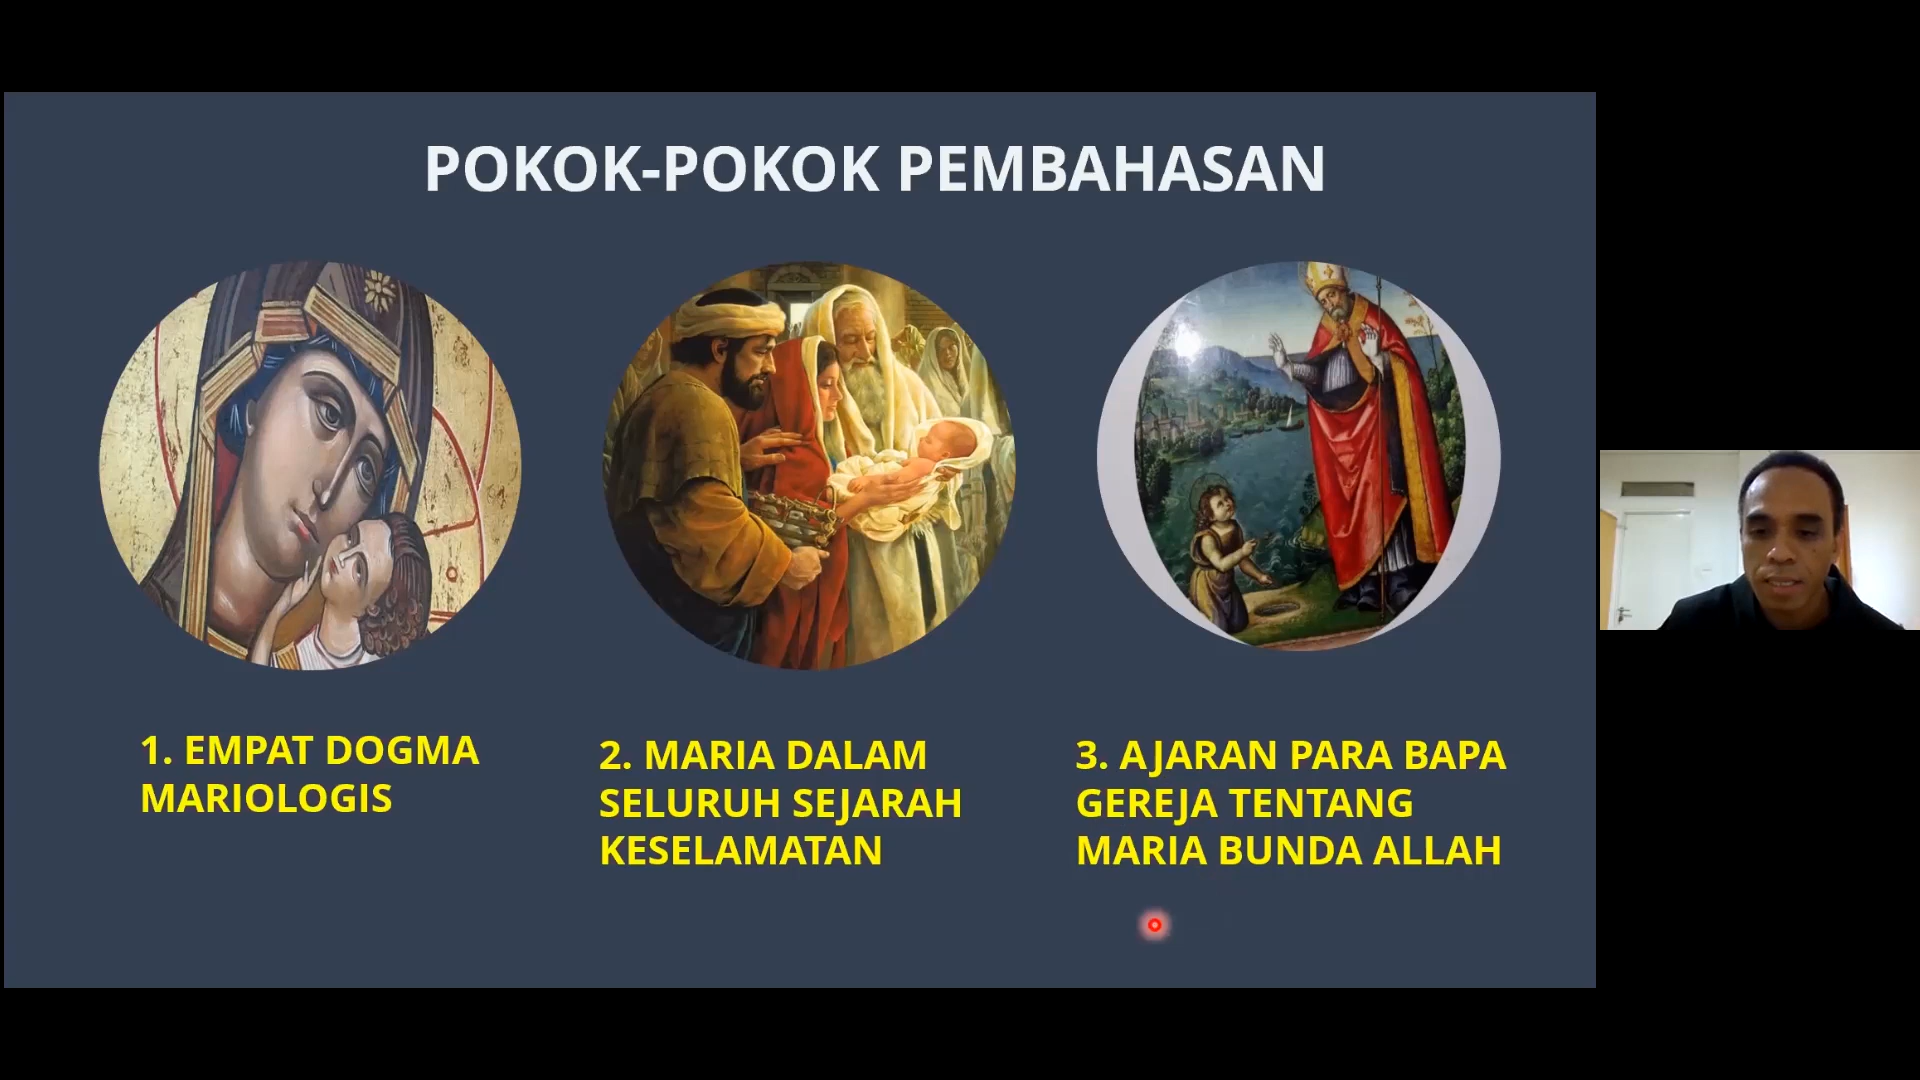 POKOK-POKOK PEMBAHASAN
1. EMPAT DOGMA
MARIOLOGIS
2. MARIA DALAM
SELURUH SEJARAH
KESELAMATAN
3. AJARAN PARA BAPA
GEREJA TENTANG
MARIA BUNDA ALLAH